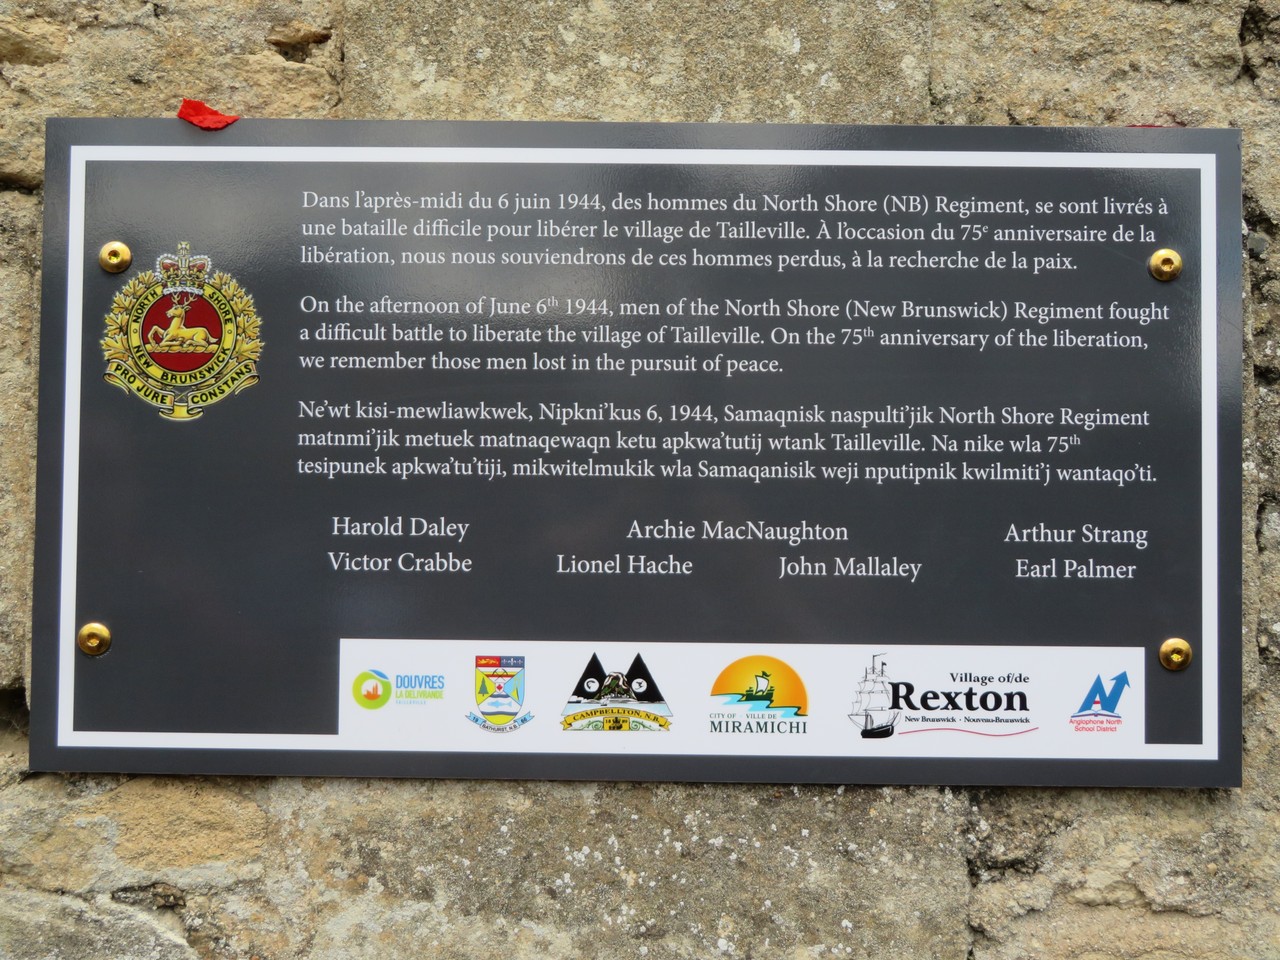 Dans l’après-midi du 6 juin 1944, des hommes du North Shore (NB) Regiment, se sont livrés à
une bataille difficile pour libérer le village de Tailleville. À l’occasion du 75e anniversaire de la
libération, nous nous souviendrons de ces hommes perdus, à la recherche de la paix.
On the afternoon of June 6th 1944, men of the North Shore (New Brunswick) Regiment fought
a difficult battle to liberate the village of Tailleville. On the 75th anniversary of the liberation,
we remember those men lost in the pursuit of peace.
Ne’wt kisi-mewliawkwek, Nipkni’kus 6, 1944, Samaqnisk naspulti’jik North Shore Regiment
matnmi’jik metuek matnaqewaqn ketu apkwa’tutij wtank Tailleville. Na nike wla 75th
tesipunek apkwa’tu’tiji, mikwitelmukik wla Samaqanisik weji nputipnik kwilmiti’j wantaqo’ti.
NORTH SHORE
NEW BRUNSWICK
PRO JURE CONSTANS
Harold Daley Archie MacNaughton Arthur Strang
Victor Crabbe Lionel Hache John Mallaley Earl Palmer
DOUVRES
LA DÉLIVRANDE
BATHURST, N.B.
CAMPBELLTON, N.B.
CITY OF VILLE DE
MIRAMICHI
Village of/de
Rexton
New Brunswick · Nouveau-Brunswick
Anglophone North
School District